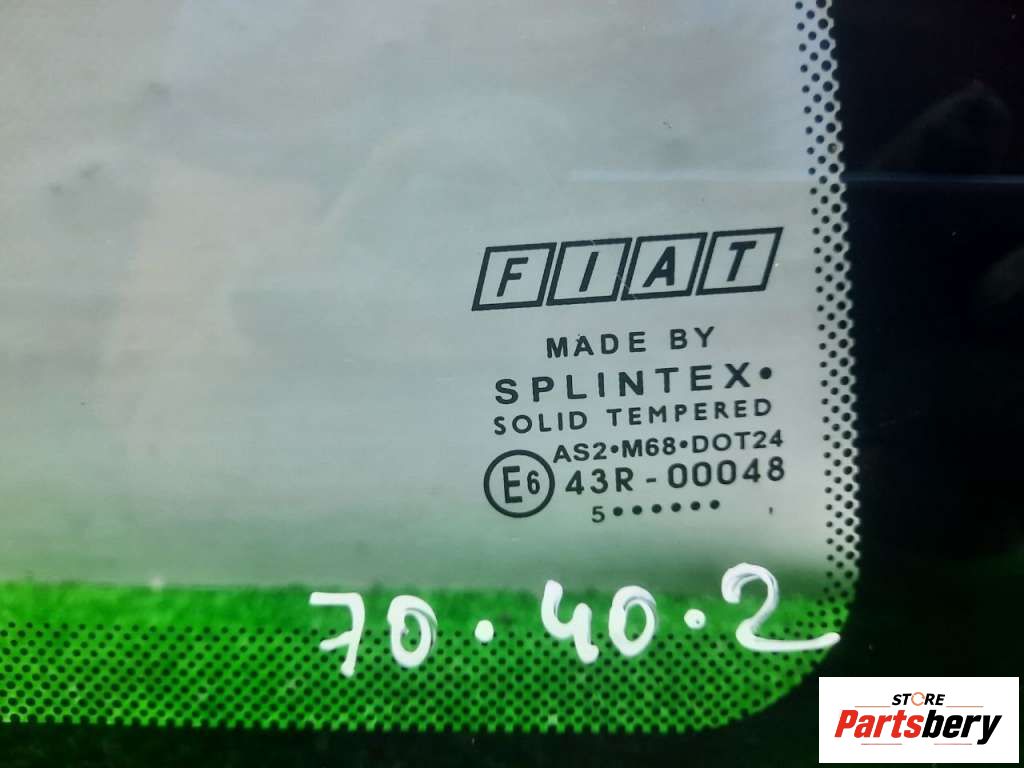 FIAT
MADE BY
SPLINTEX•
SOLID TEMPERED
AS2•M68•DOT24
E6 43R-00048
5••••••
70·40·2
STORE
Partsbery